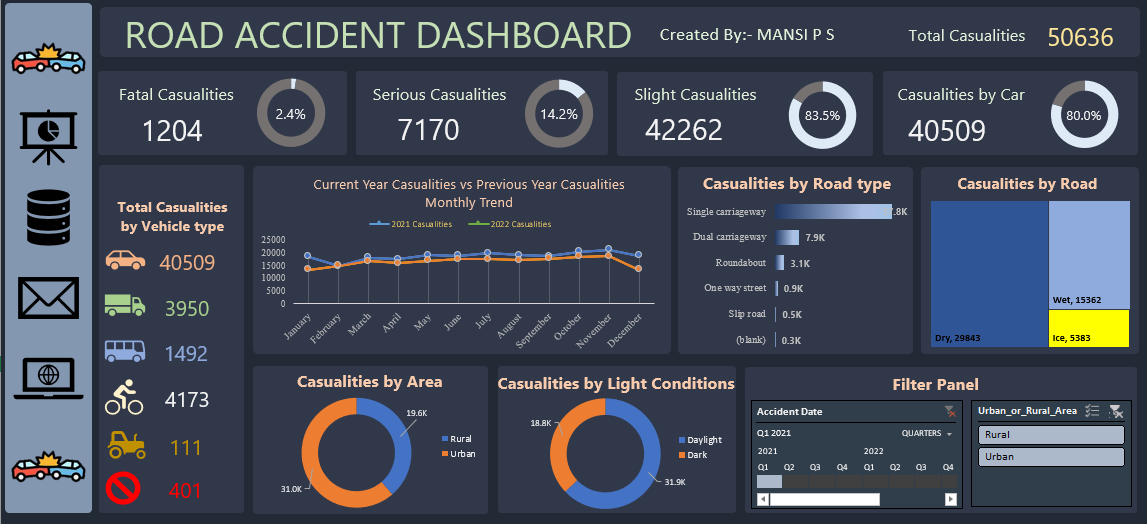 ROAD ACCIDENT DASHBOARD
Created By:- MANSI P S
Total Casualities
50636
Fatal Casualities
1204
2.4%
Serious Casualities
7170
14.2%
Slight Casualities
42262
83.5%
Casualities by Car
40509
80.0%
Total Casualities
by Vehicle type
40509
3950
1492
4173
111
401
Current Year Casualities vs Previous Year Casualities
Monthly Trend
2021 Casualities
2022 Casualities
25000
20000
15000
10000
5000
0
January
February
March
April
May
June
July
August
September
October
November
December
Casualities by Road type
Single carriageway
7.8K
Dual carriageway
7.9K
Roundabout
3.1K
One way street
0.9K
Slip road
0.5K
(blank)
0.3K
Casualities by Road
Dry, 29843
Wet, 15362
Ice, 5383
Casualities by Area
19.6K
31.0K
Rural
Urban
Casualities by Light Conditions
18.8K
31.9K
Daylight
Dark
Filter Panel
Accident Date
Q1 2021
QUARTERS
2021
2022
Q1 Q2 Q3 Q4 Q1 Q2 Q3 Q4
Urban_or_Rural_Area
Rural
Urban